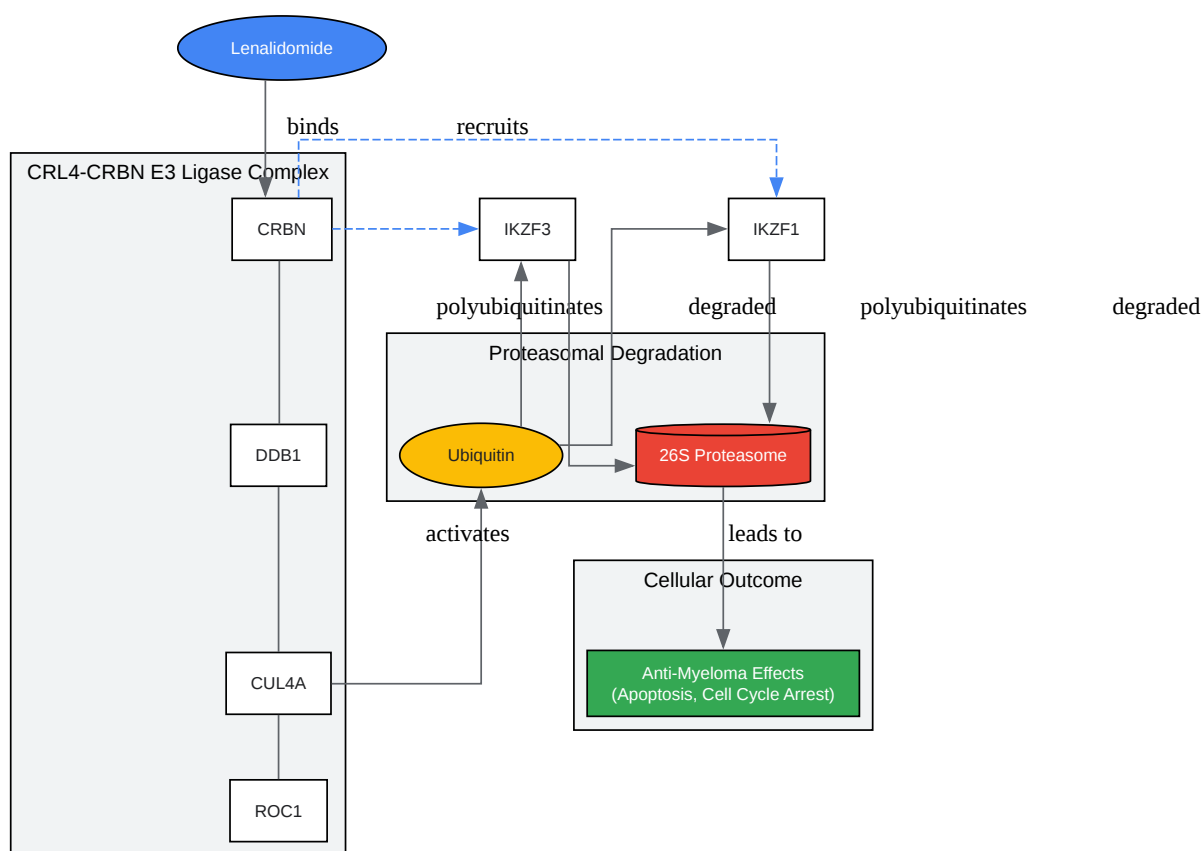 Lenalidomide
binds
recruits
CRL4-CRBN E3 Ligase Complex
CRBN
IKZF3
IKZF1
polyubiquitinates
degraded
polyubiquitinates
degraded
Proteasomal Degradation
DDB1
Ubiquitin
26S Proteasome
activates
leads to
Cellular Outcome
CUL4A
Anti-Myeloma Effects
(Apoptosis, Cell Cycle Arrest)
ROC1